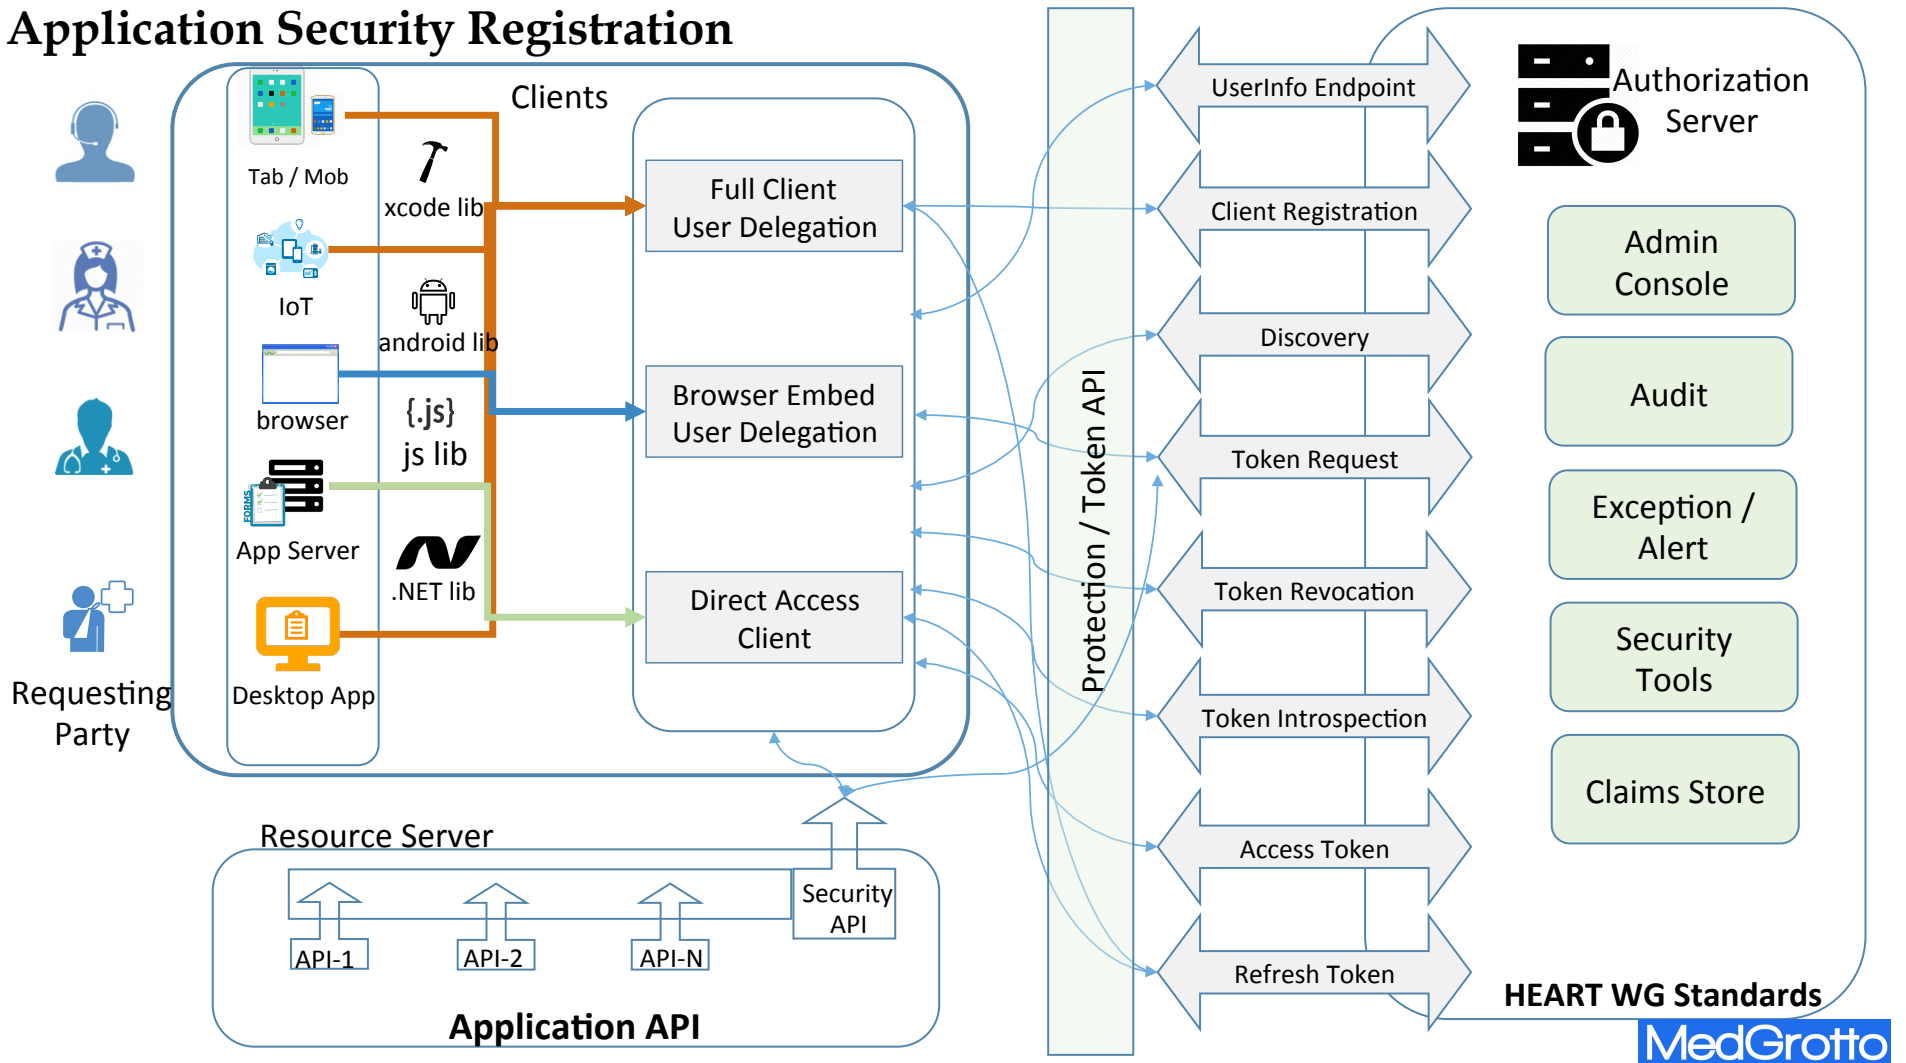 Application Security Registration
Clients
Tab / Mob
xcode lib
IoT
android lib
browser
{.js}
js lib
FORMS
App Server
.NET lib
Desktop App
Requesting
Party
Full Client
User Delegation
Browser Embed
User Delegation
Direct Access
Client
Resource Server
API-1
API-2
API-N
Security
API
Application API
Protection / Token API
UserInfo Endpoint
Client Registration
Discovery
Token Request
Token Revocation
Token Introspection
Access Token
Refresh Token
Authorization
Server
Admin
Console
Audit
Exception /
Alert
Security
Tools
Claims Store
HEART WG Standards
MedGrotto